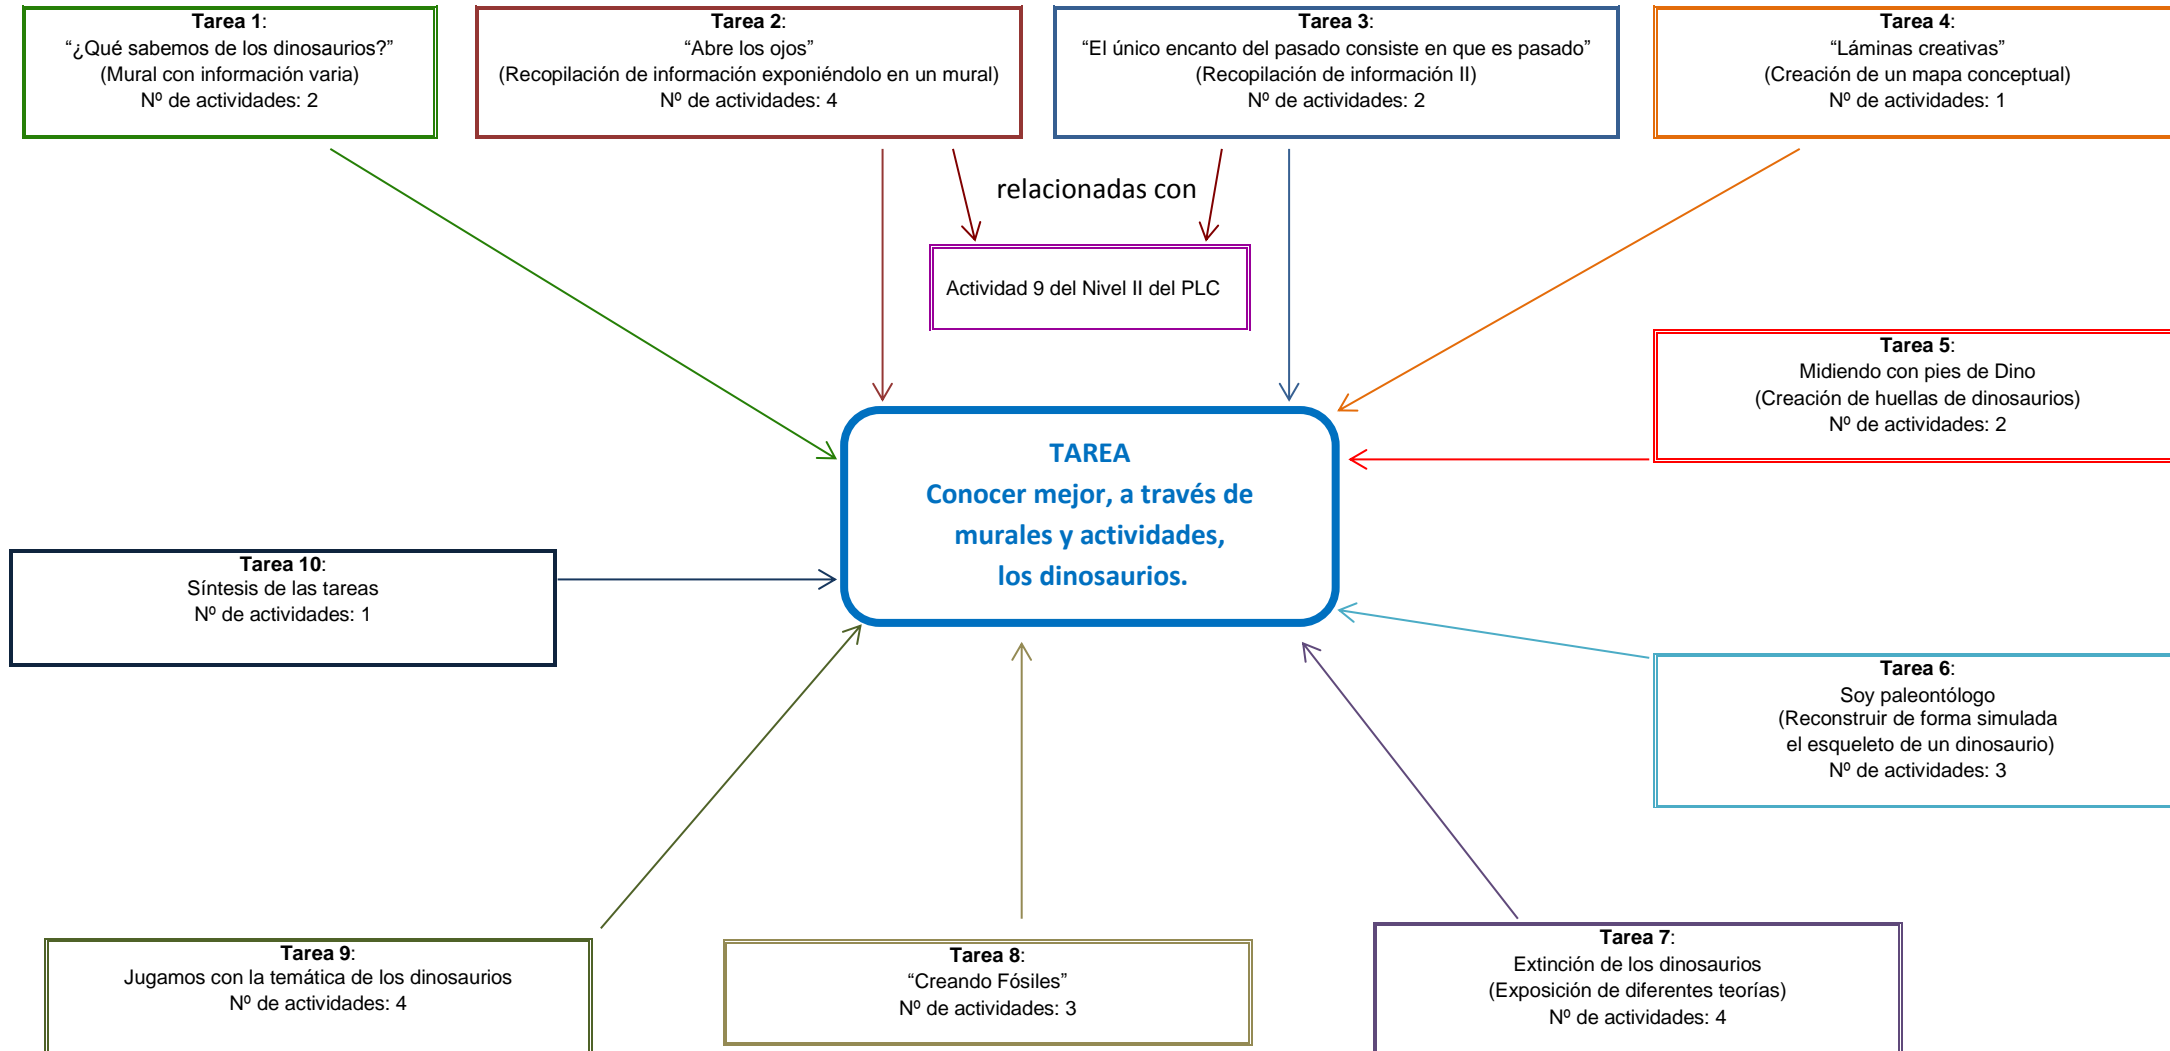 Tarea 1:
“¿Qué sabemos de los dinosaurios?”
(Mural con información varia)
Nº de actividades: 2
Tarea 2:
“Abre los ojos”
(Recopilación de información exponiéndolo en un mural)
Nº de actividades: 4
Tarea 3:
“El único encanto del pasado consiste en que es pasado”
(Recopilación de información II)
Nº de actividades: 2
Tarea 4:
“Láminas creativas”
(Creación de un mapa conceptual)
Nº de actividades: 1
relacionadas con
Actividad 9 del Nivel II del PLC
Tarea 5:
Midiendo con pies de Dino
(Creación de huellas de dinosaurios)
Nº de actividades: 2
TAREA
Conocer mejor, a través de
murales y actividades,
los dinosaurios.
Tarea 10:
Síntesis de las tareas
Nº de actividades: 1
Tarea 6:
Soy paleontólogo
(Reconstruir de forma simulada
el esqueleto de un dinosaurio)
Nº de actividades: 3
Tarea 9:
Jugamos con la temática de los dinosaurios
Nº de actividades: 4
Tarea 8:
“Creando Fósiles”
Nº de actividades: 3
Tarea 7:
Extinción de los dinosaurios
(Exposición de diferentes teorías)
Nº de actividades: 4